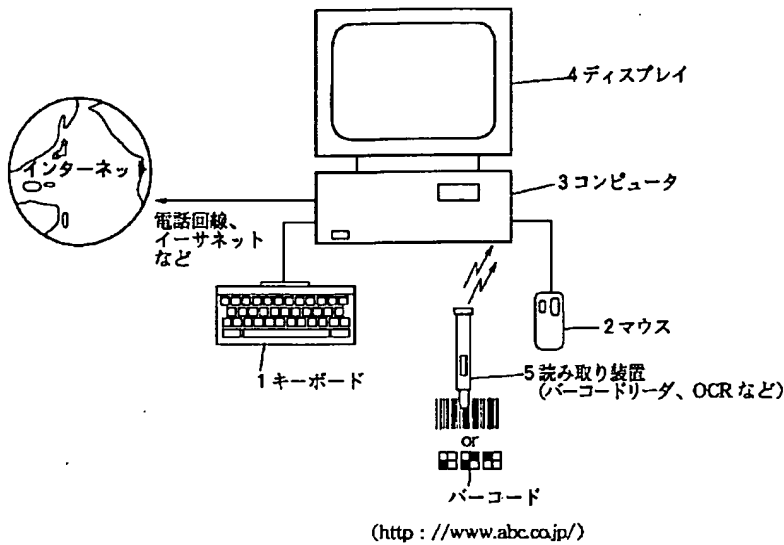 4 ディスプレイ
インターネット
3 コンピュータ
電話回線、
イーサネット
など
2 マウス
1 キーボード
5 読み取り装置
(バーコードリーダ、OCR など)
or
バーコード
(http : //www.abc.co.jp/)